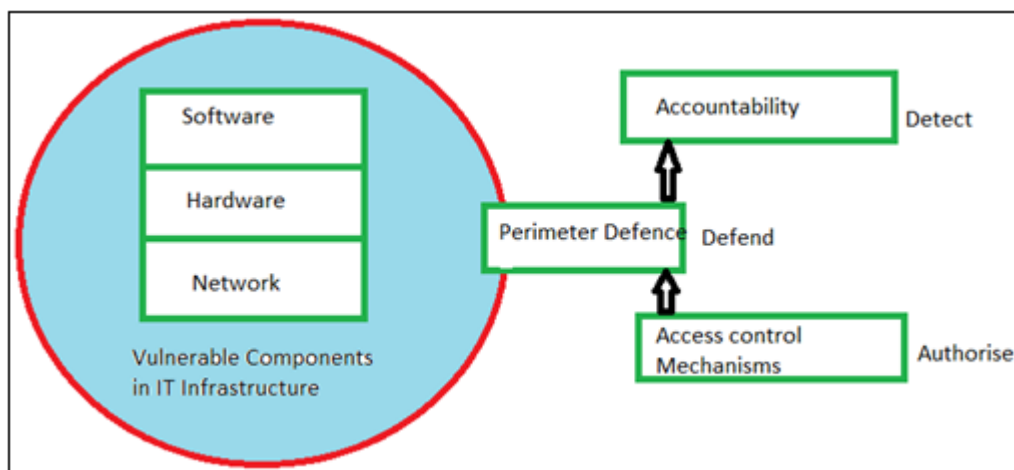 Software
Hardware
Network
Vulnerable Components
in IT Infrastructure
Accountability
Detect
Perimeter Defence
Defend
Access control
Mechanisms
Authorise